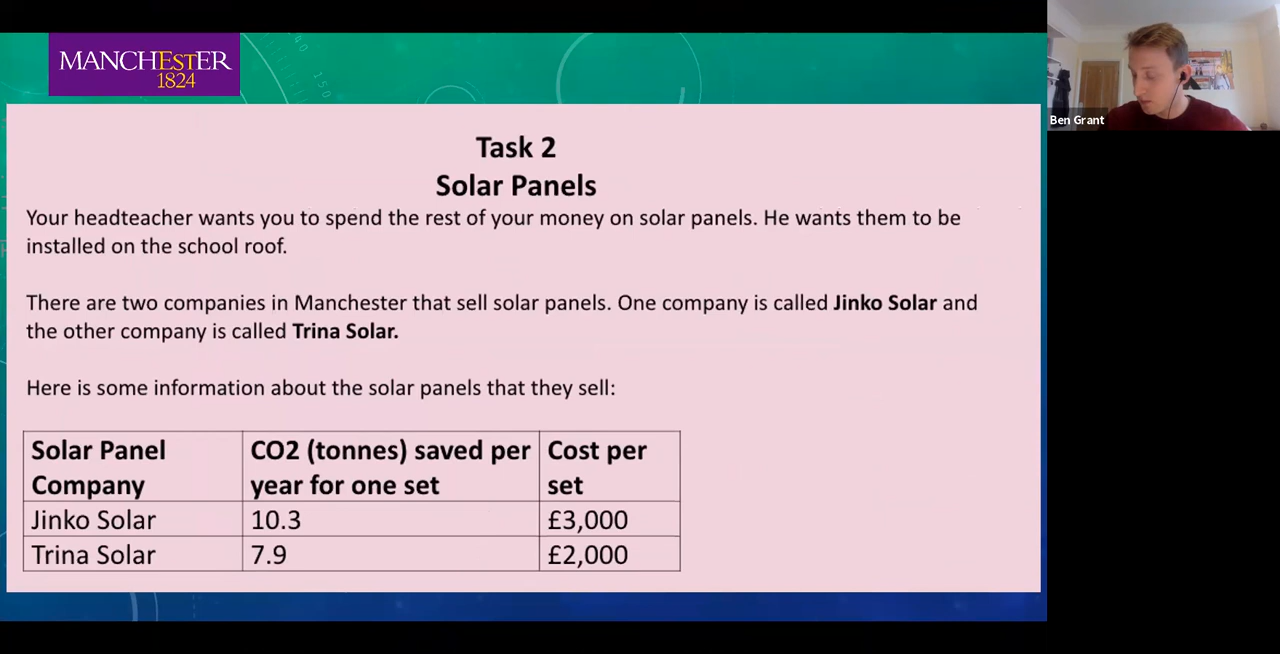 MANCHEsTER
1824
Ben Grant
Task 2
Solar Panels
Your headteacher wants you to spend the rest of your money on solar panels. He wants them to be
installed on the school roof.
There are two companies in Manchester that sell solar panels. One company is called Jinko Solar and
the other company is called Trina Solar.
Here is some information about the solar panels that they sell:
Solar Panel Company CO2 (tonnes) saved per year for one set Cost per set
Jinko Solar 10.3 £3,000
Trina Solar 7.9 £2,000
40
150